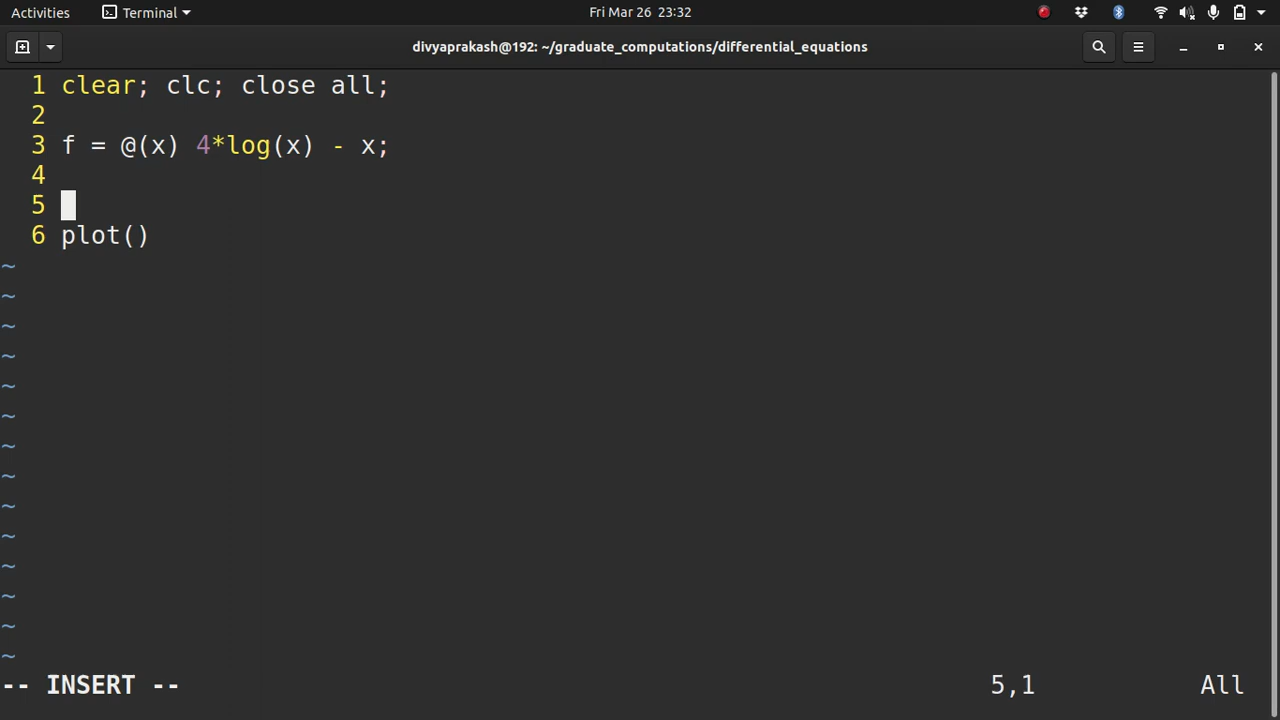 Activities Terminal Fri Mar 26 23:32
divyaprakash@192: ~/graduate_computations/differential_equations
1 clear; clc; close all;
2
3 f = @(x) 4*log(x) - x;
4
5
6 plot()
~
~
~
~
~
~
~
~
~
~
~
~
~
~
-- INSERT -- 5,1 All